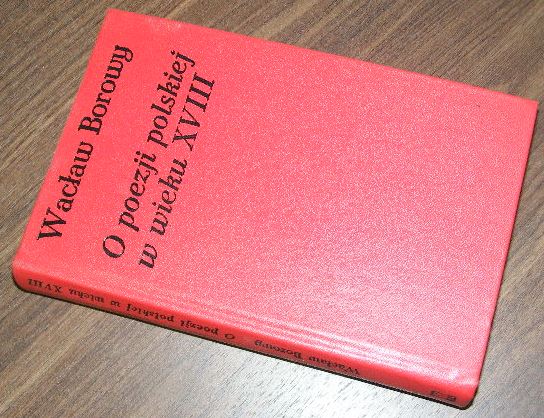 Wacław Borowy
O poezji polskiej
w wieku XVIII
Wacław Borowy O poezji polskiej w wieku XVIII